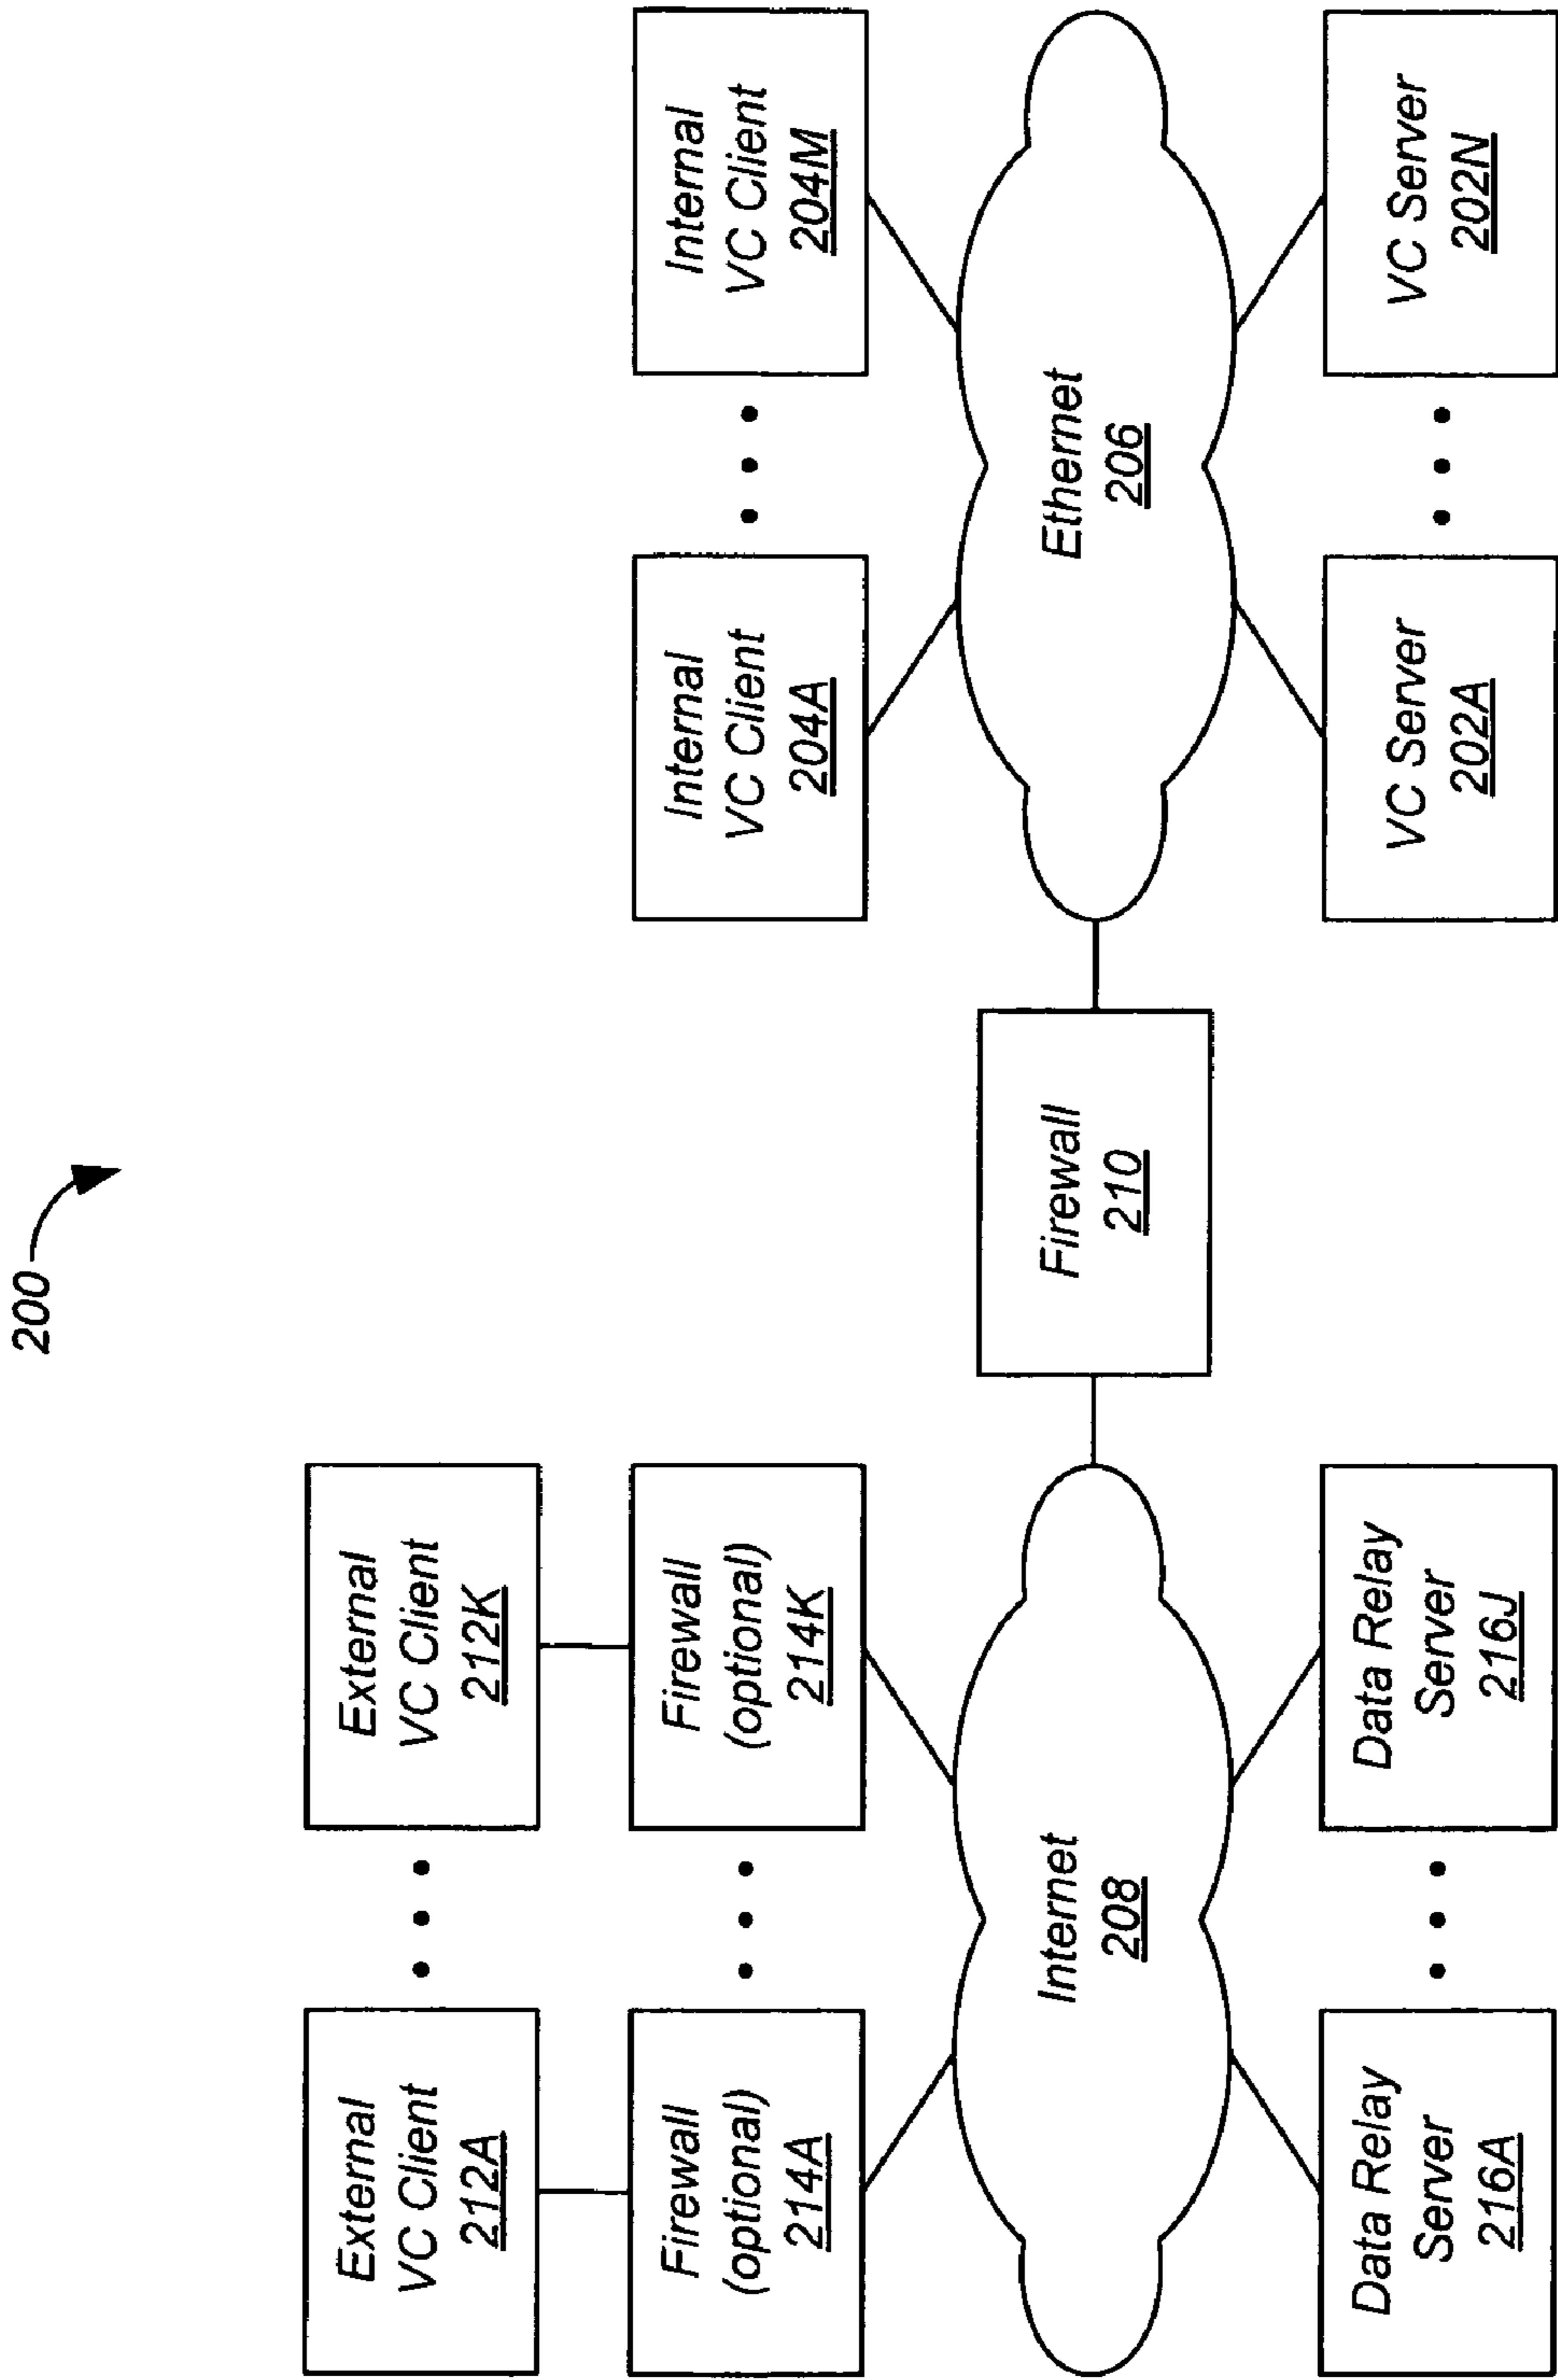 200
External
VC Client
212A
External
VC Client
212K
Firewall
(optional)
214A
Firewall
(optional)
214K
Internal
VC Client
204A
Internal
VC Client
204M
Internet
208
Firewall
210
Ethernet
206
Data Relay
Server
216A
Data Relay
Server
216J
VC Server
202A
VC Server
202N